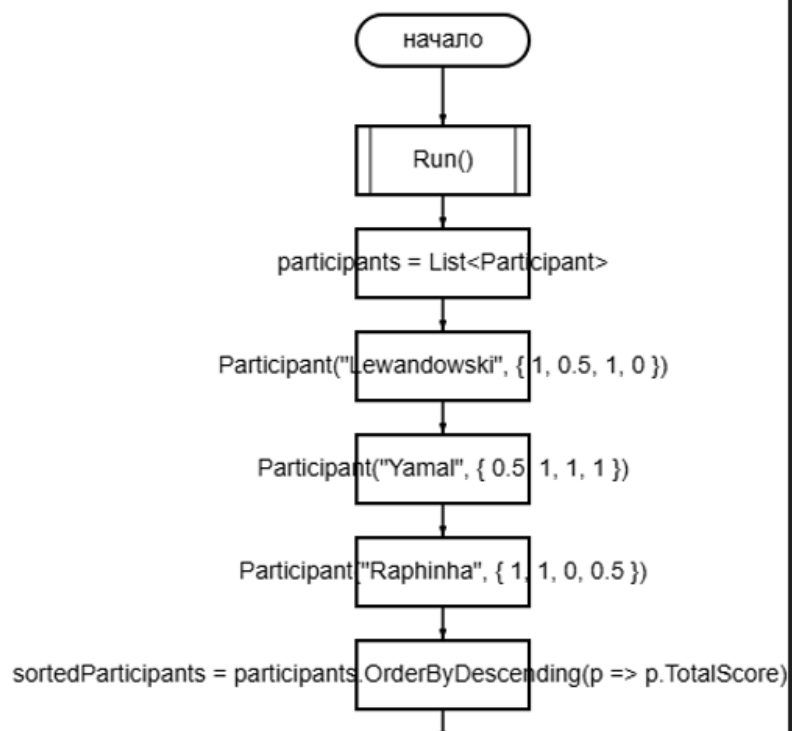 начало
Run()
participants = List<Participant>
Participant("Lewandowski", { 1, 0.5, 1, 0 })
Participant("Yamal", { 0.5, 1, 1, 1 })
Participant("Raphinha", { 1, 1, 0, 0.5 })
sortedParticipants = participants.OrderByDescending(p => p.TotalScore)